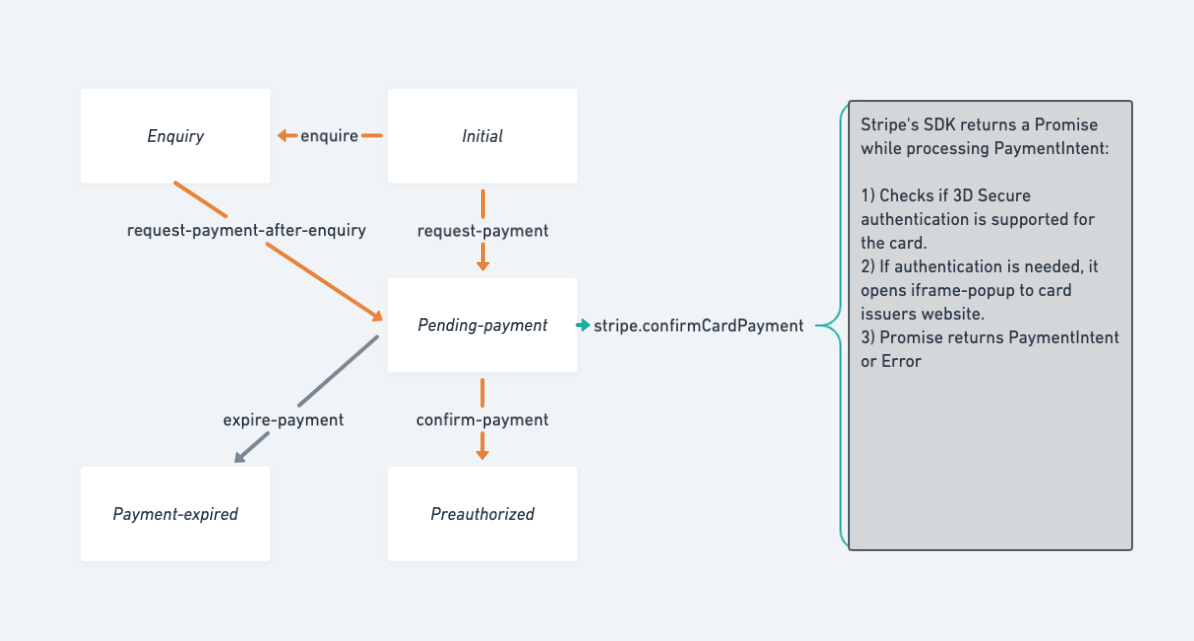 Enquiry
enquire
Initial
request-payment-after-enquiry
request-payment
Pending-payment
stripe.confirmCardPayment
expire-payment
confirm-payment
Payment-expired
Preauthorized
Stripe's SDK returns a Promise
while processing PaymentIntent:
1) Checks if 3D Secure
authentication is supported for
the card.
2) If authentication is needed, it
opens iframe-popup to card
issuers website.
3) Promise returns PaymentIntent
or Error